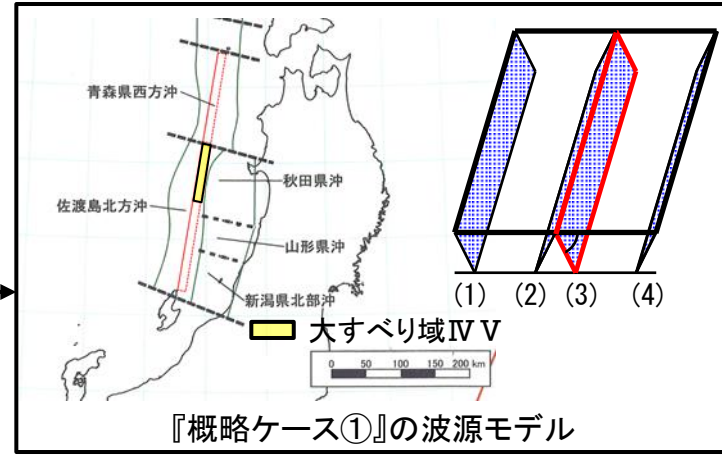 青森県西方沖
秋田県沖
佐渡島北方沖
山形県沖
新潟県北部沖
大すべり域Ⅳ Ⅴ
0 50 100 150 200 km
(1) (2) (3) (4)
『概略ケース①』の波源モデル